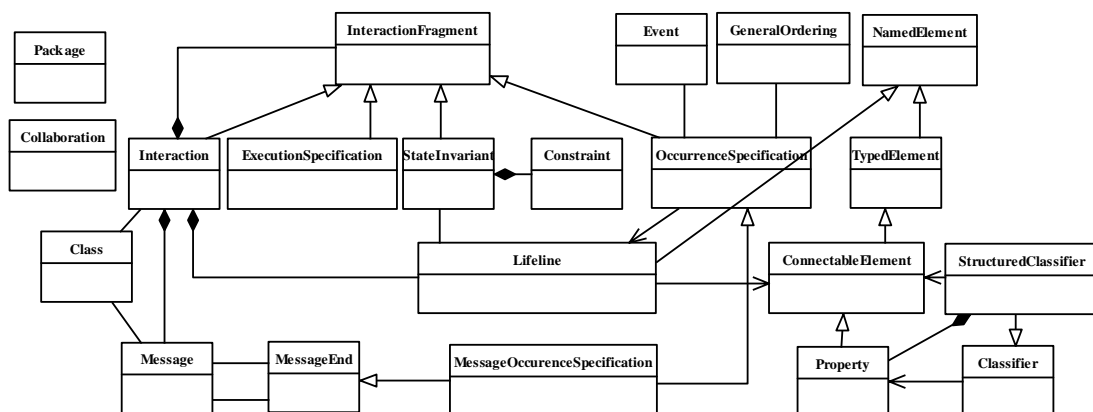 InteractionFragment
Event
GeneralOrdering
NamedElement
Package
Collaboration
Interaction
ExecutionSpecification
StateInvariant
Constraint
OccurrenceSpecification
TypedElement
Class
Lifeline
ConnectableElement
StructuredClassifier
Message
MessageEnd
MessageOccurenceSpecification
Property
Classifier